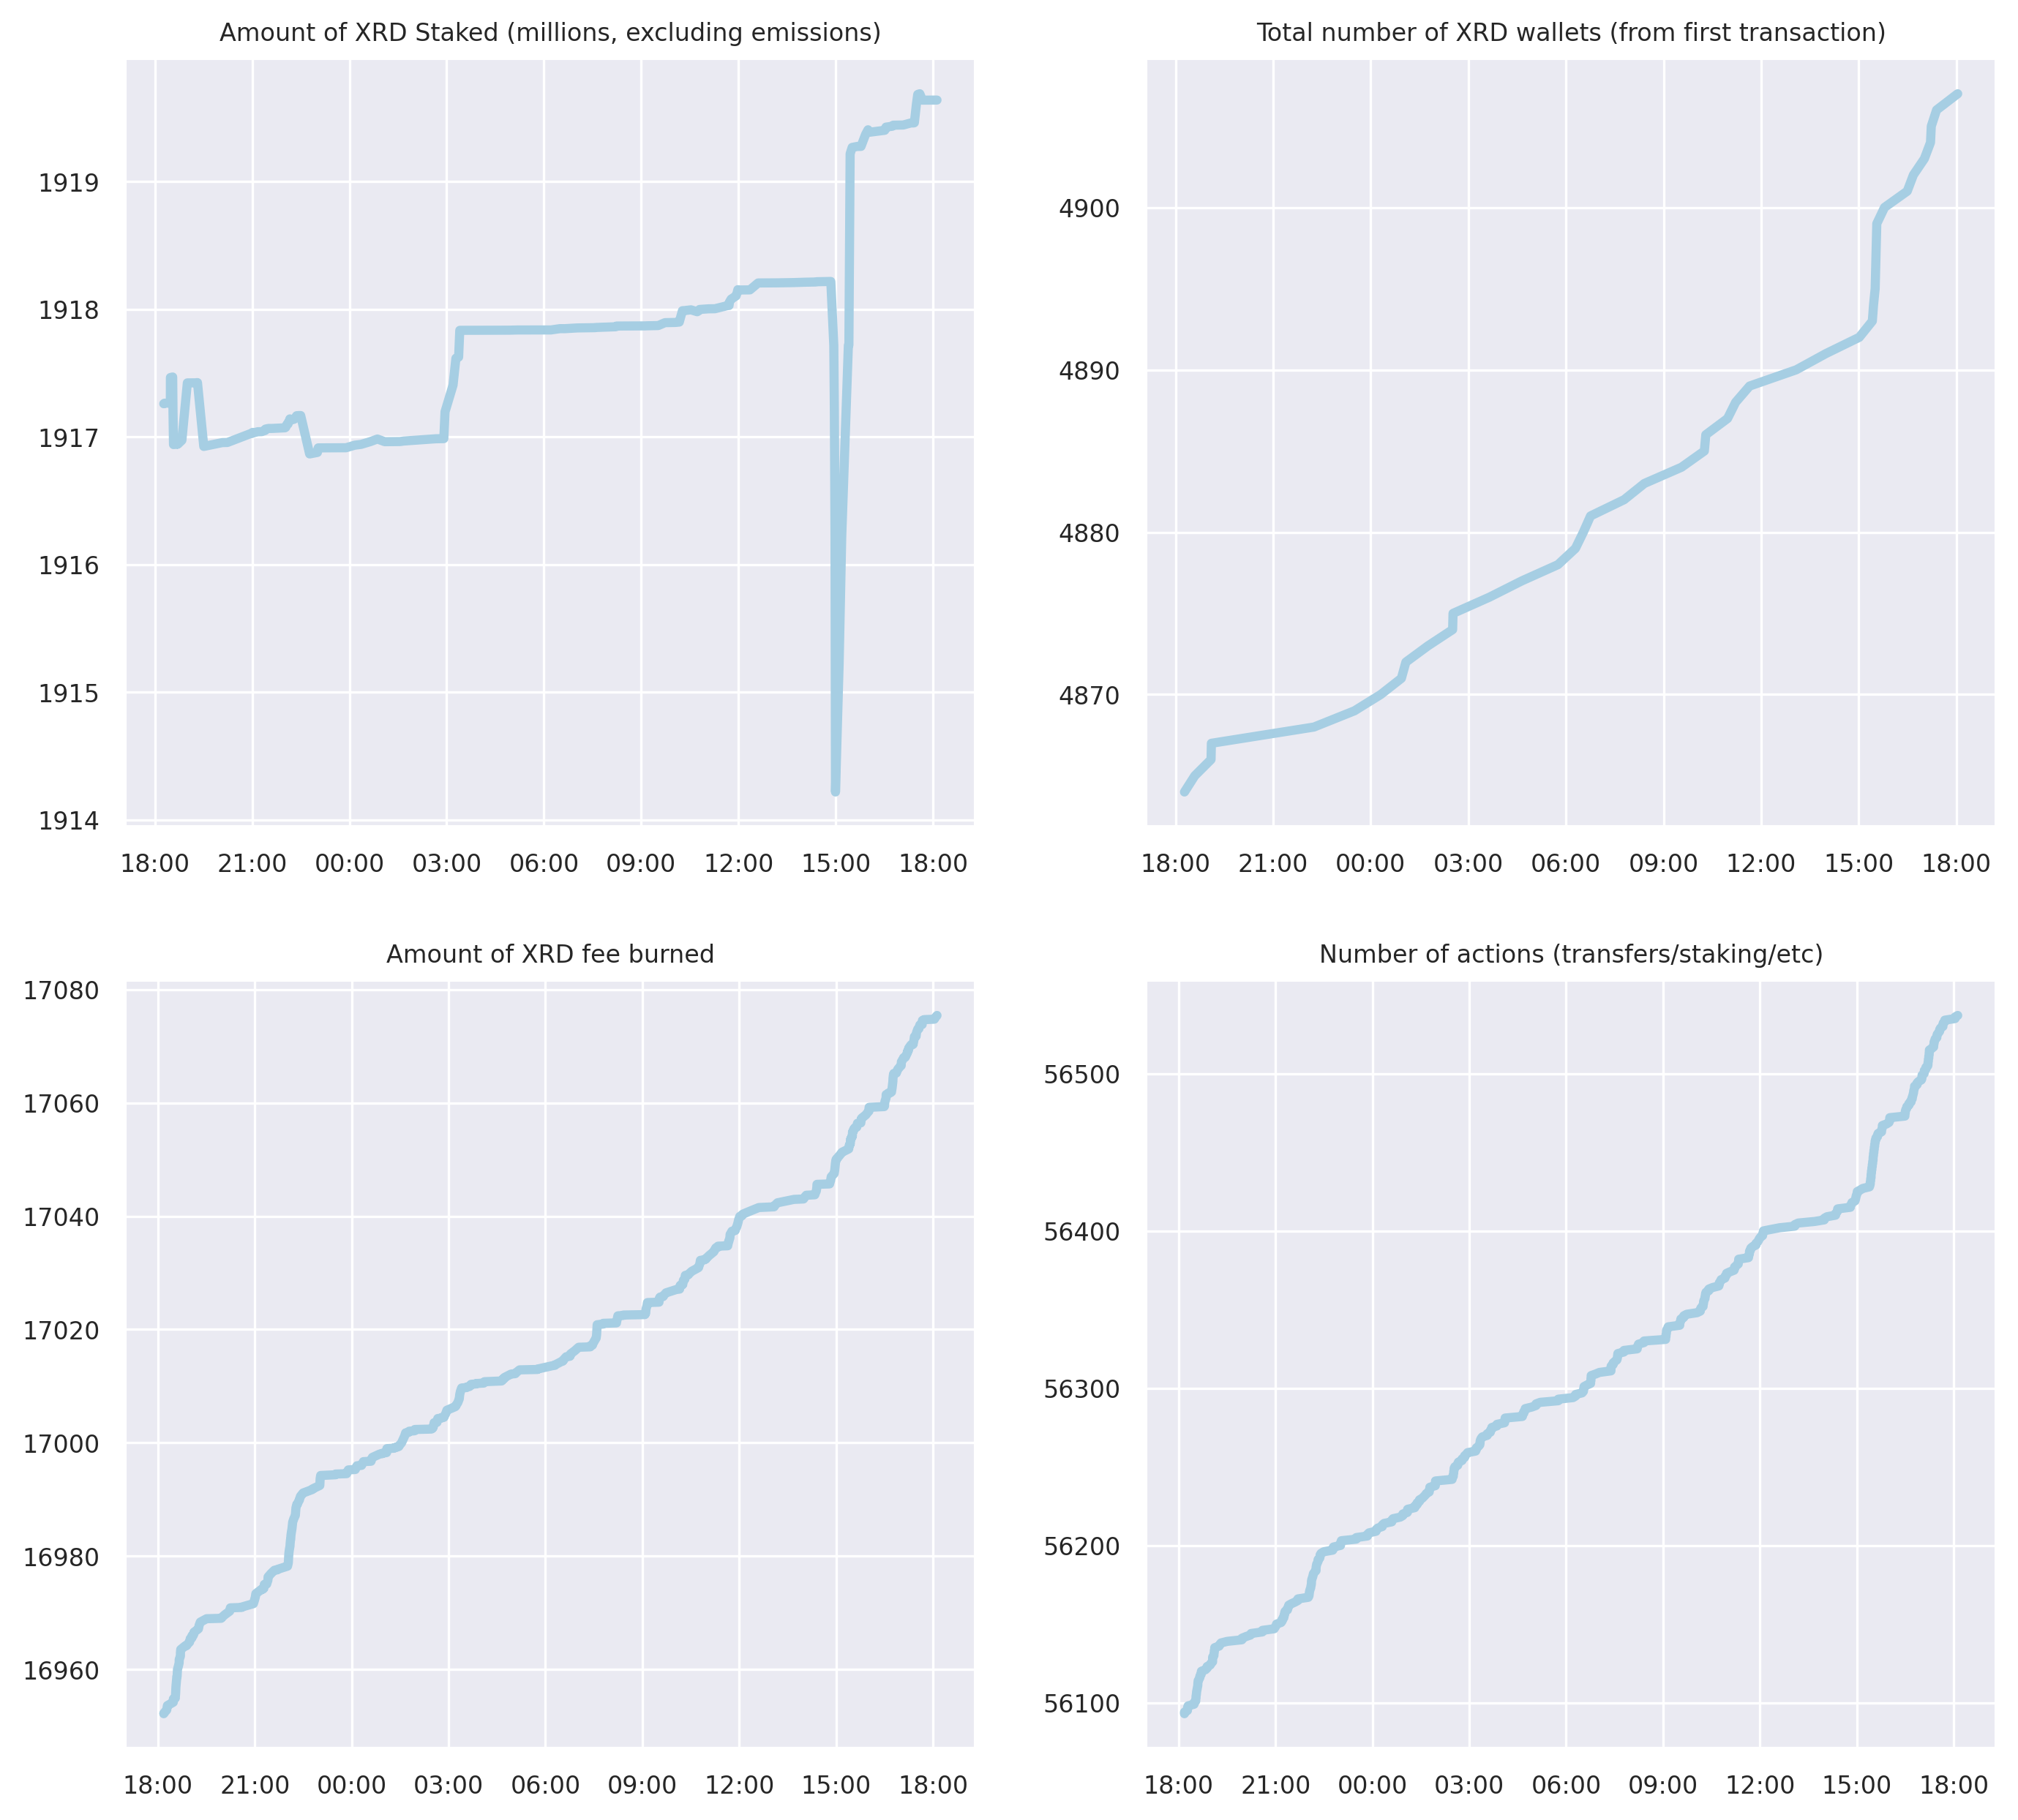 Amount of XRD Staked (millions, excluding emissions)
1919
1918
1917
1916
1915
1914
18:00 21:00 00:00 03:00 06:00 09:00 12:00 15:00 18:00
Total number of XRD wallets (from first transaction)
4900
4890
4880
4870
18:00 21:00 00:00 03:00 06:00 09:00 12:00 15:00 18:00
Amount of XRD fee burned
17080
17060
17040
17020
17000
16980
16960
18:00 21:00 00:00 03:00 06:00 09:00 12:00 15:00 18:00
Number of actions (transfers/staking/etc)
56500
56400
56300
56200
56100
18:00 21:00 00:00 03:00 06:00 09:00 12:00 15:00 18:00